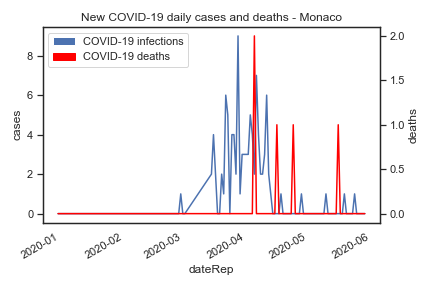 New COVID-19 daily cases and deaths - Monaco
COVID-19 infections
COVID-19 deaths
cases
8
6
4
2
0
2.0
1.5
1.0
0.5
0.0
deaths
2020-01
2020-02
2020-03
2020-04
2020-05
2020-06
dateRep